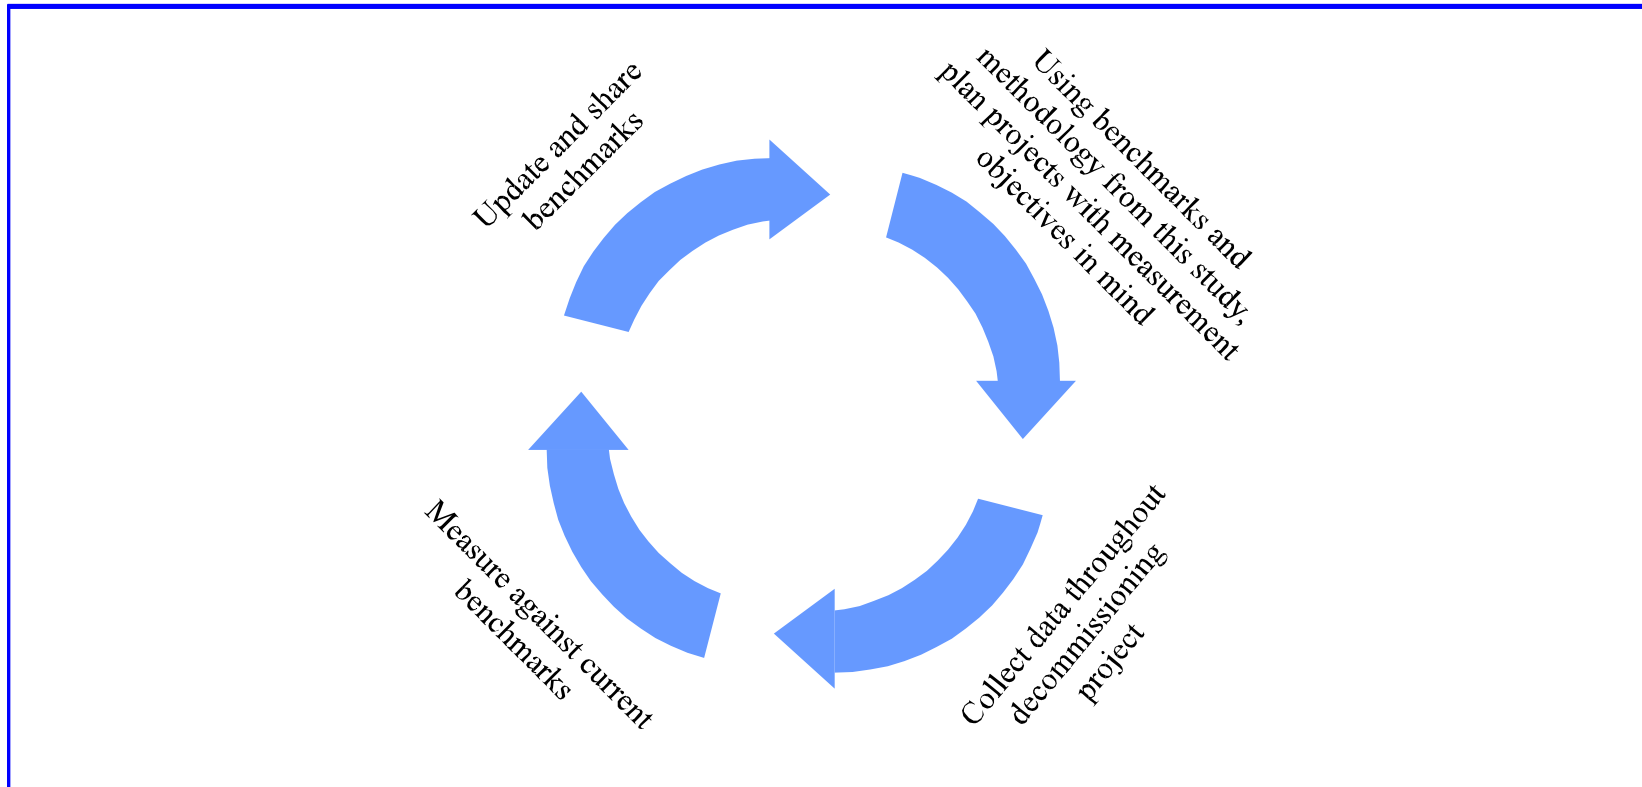 Update and share
benchmarks
Using benchmarks and
methodology from this study,
plan projects with measurement
objectives in mind
Collect data throughout
decommissioning
project
Measure against current
benchmarks